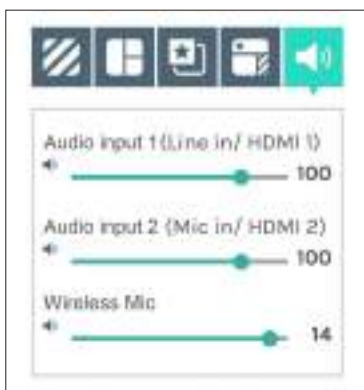 Audio input 1 (Line in/ HDMI 1)
100
Audio input 2 (Mic in/ HDMI 2)
100
Wireless Mic
14